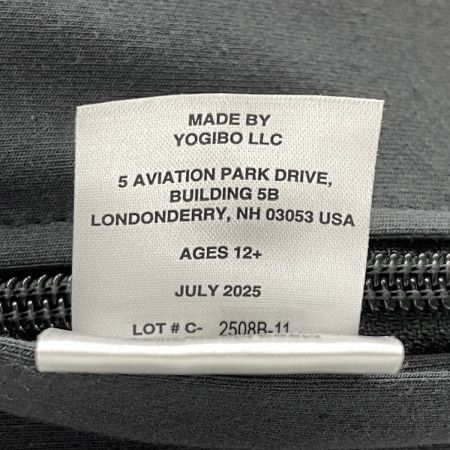 MADE BY
YOGIBO LLC
5 AVIATION PARK DRIVE,
BUILDING 5B
LONDONDERRY, NH 03053 USA
AGES 12+
JULY 2025
LOT # C- 2508B-11